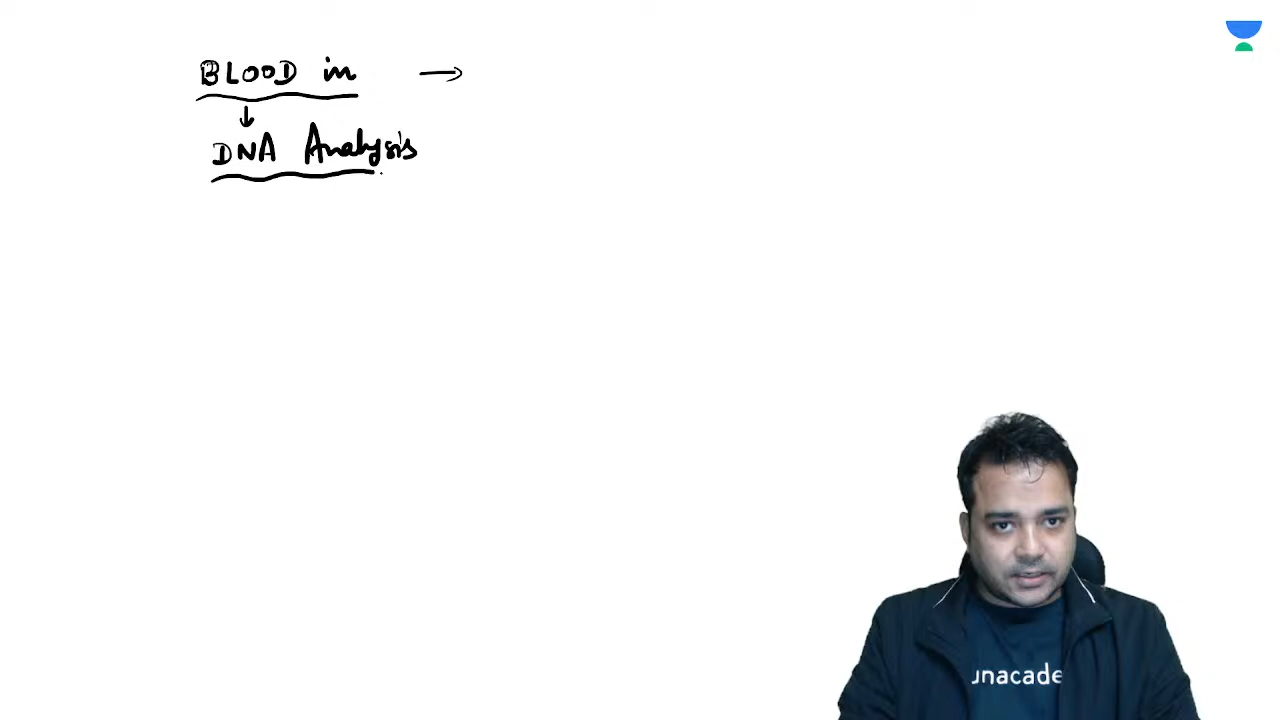 BLOOD in →
↓
DNA Analysis
unacade